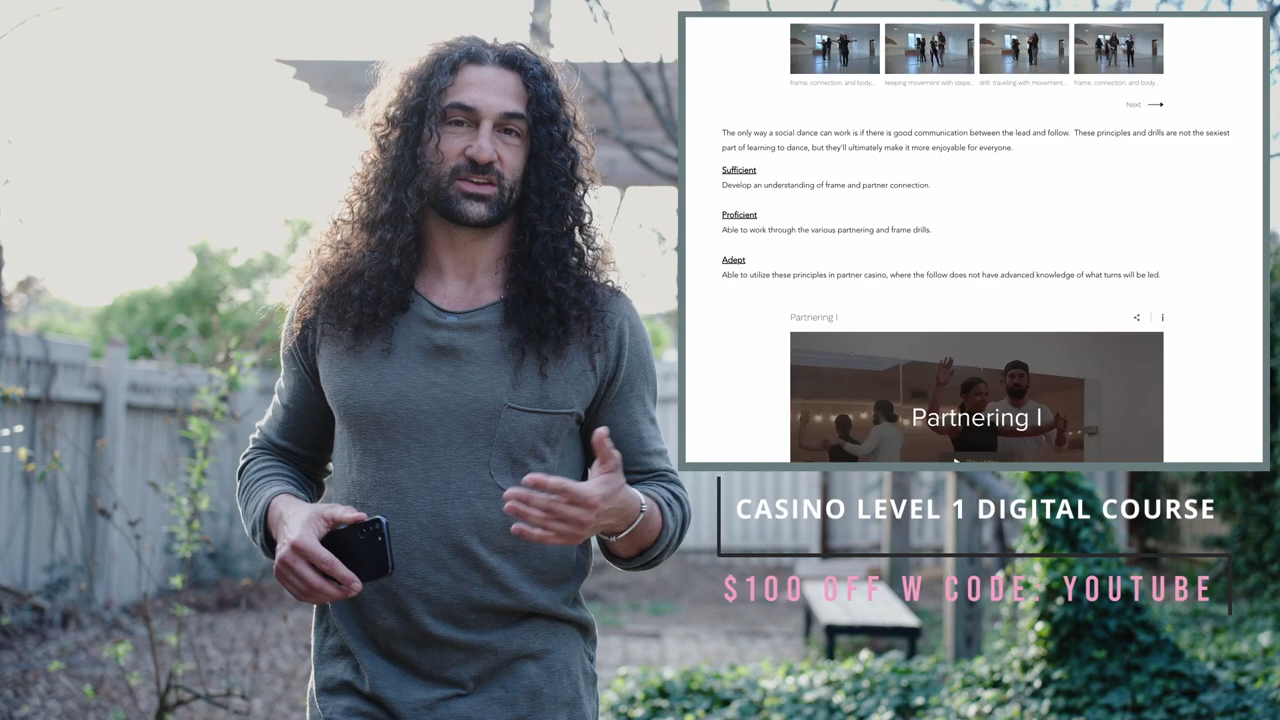 frame, connection, and body...
keeping movement with steps...
drill: traveling with movement...
frame, connection, and body...
Next
The only way a social dance can work is if there is good communication between the lead and follow. These principles and drills are not the sexiest
part of learning to dance, but they'll ultimately make it more enjoyable for everyone.
Sufficient
Develop an understanding of frame and partner connection.
Proficient
Able to work through the various partnering and frame drills.
Adept
Able to utilize these principles in partner casino, where the follow does not have advanced knowledge of what turns will be led.
Partnering I
Partnering I
CASINO LEVEL 1 DIGITAL COURSE
$100 OFF W CODE: YOUTUBE